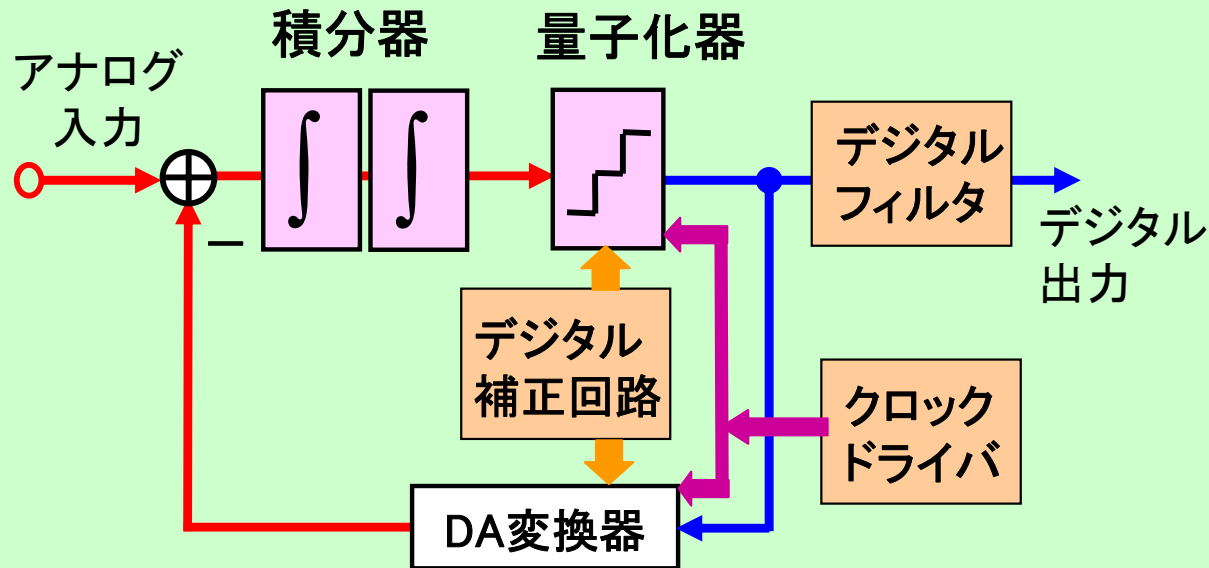 積分器
量子化器
アナログ
入力
デジタル
フィルタ
デジタル
出力
デジタル
補正回路
クロック
ドライバ
DA変換器